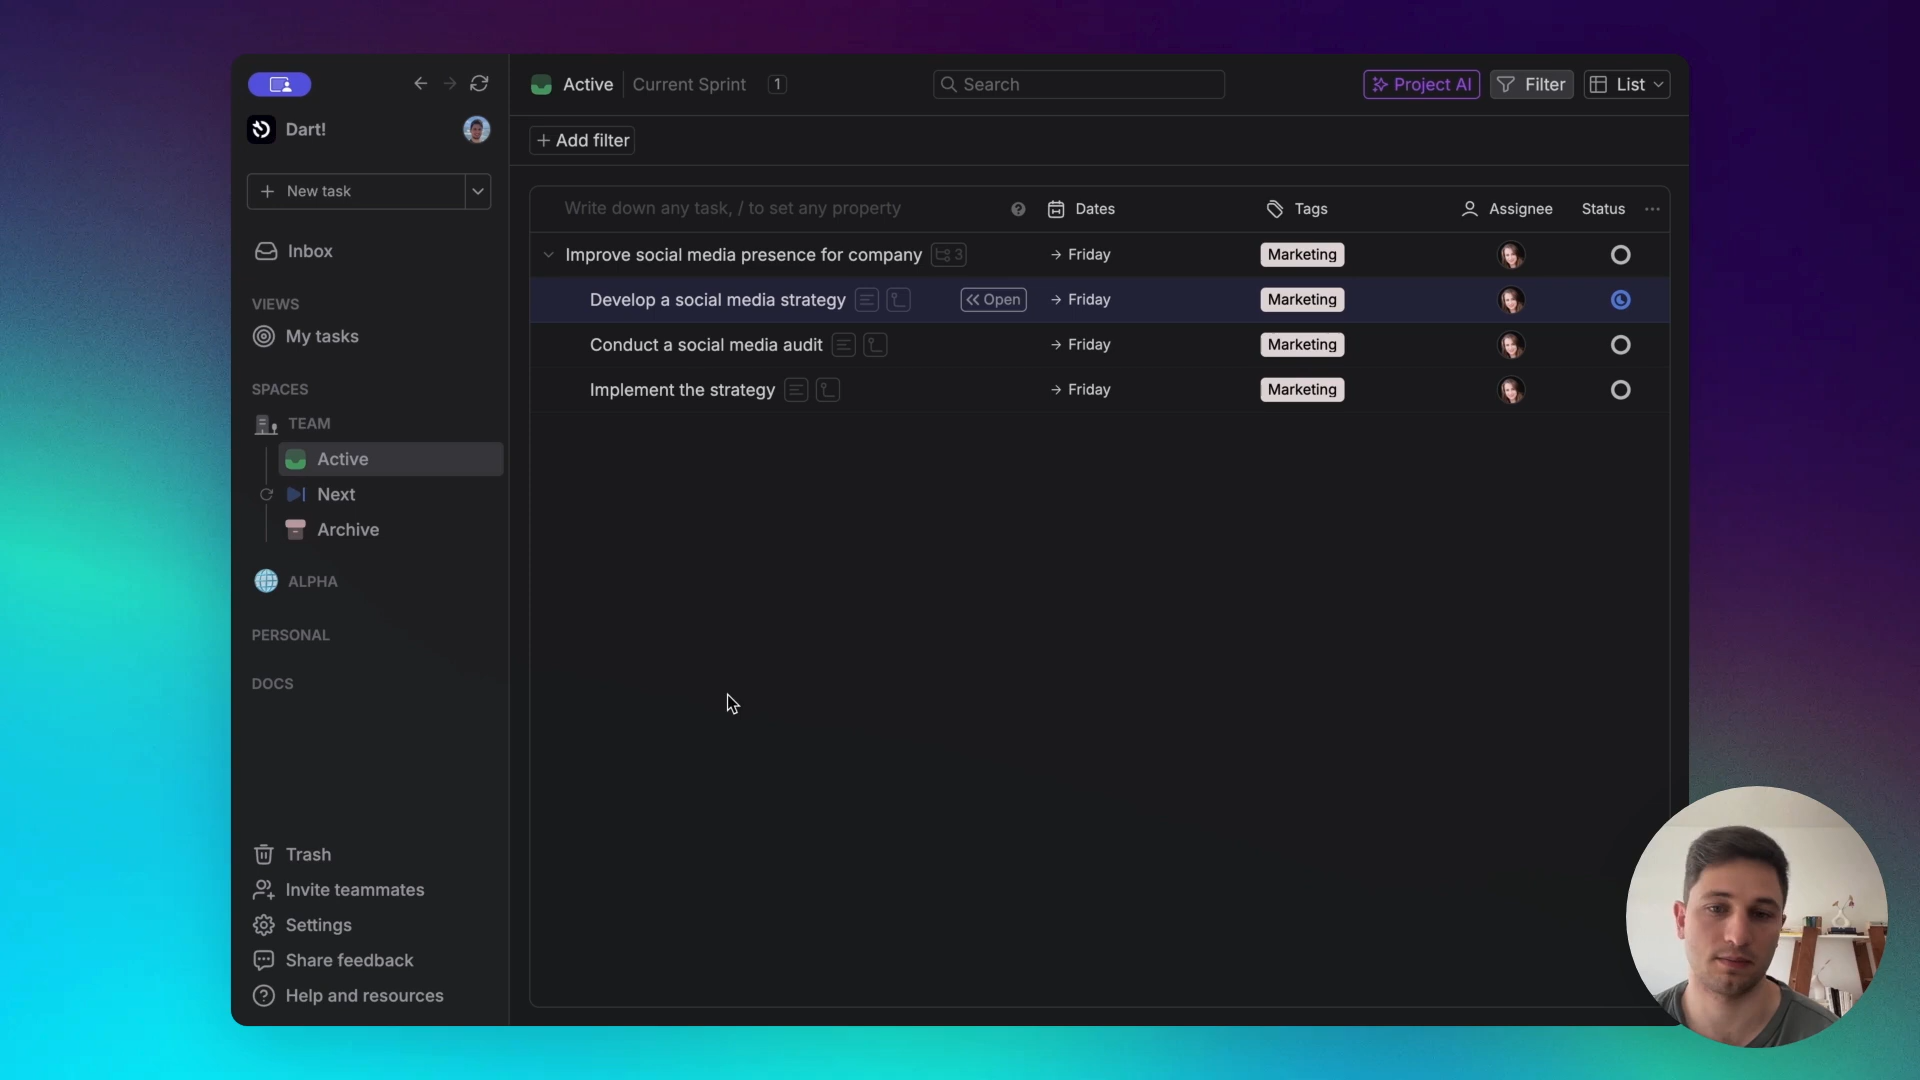 Dart!
New task
Inbox
VIEWS
My tasks
SPACES
TEAM
Active
Next
Archive
ALPHA
PERSONAL
DOCS
Trash
Invite teammates
Settings
Share feedback
Help and resources
Active Current Sprint 1
Search
Project AI
Filter
List
+ Add filter
Write down any task, / to set any property
Dates
Tags
Assignee
Status
Improve social media presence for company 3 → Friday Marketing
Develop a social media strategy Open → Friday Marketing
Conduct a social media audit → Friday Marketing
Implement the strategy → Friday Marketing